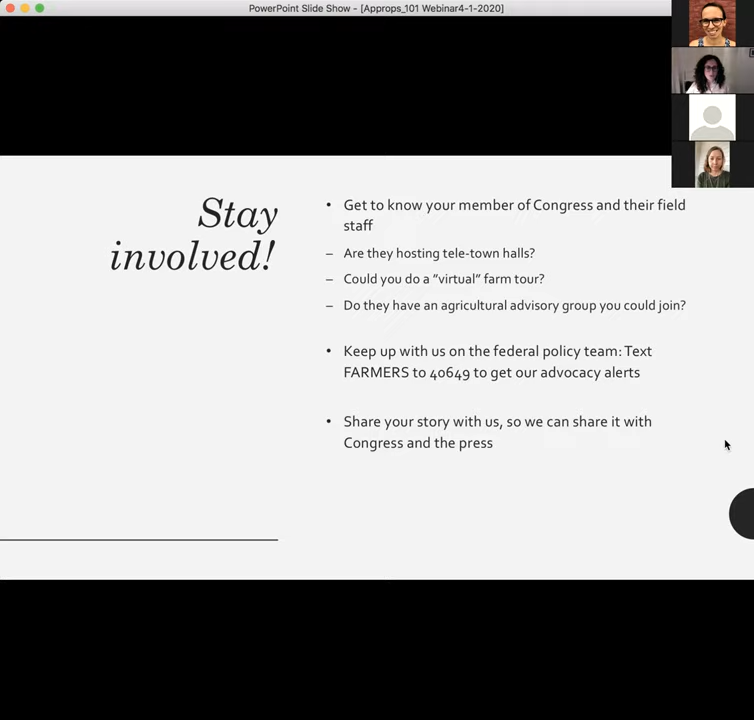 PowerPoint Slide Show - [Approps_101 Webinar4-1-2020]
Stay
involved!
• Get to know your member of Congress and their field
staff
– Are they hosting tele-town halls?
– Could you do a “virtual” farm tour?
– Do they have an agricultural advisory group you could join?
• Keep up with us on the federal policy team: Text
FARMERS to 40649 to get our advocacy alerts
• Share your story with us, so we can share it with
Congress and the press